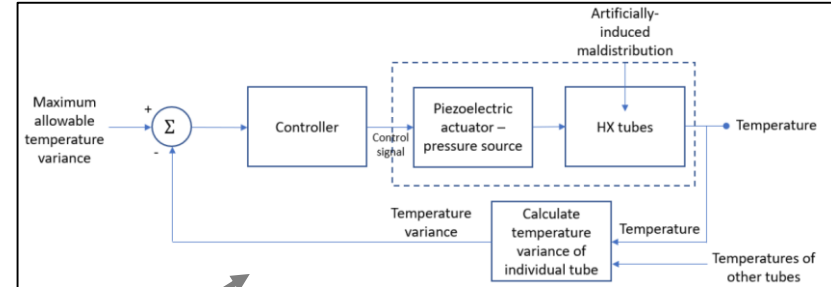 Artificially-
induced
maldistribution
Maximum
allowable
temperature
variance
+
Σ
-
Controller
Control
signal
Piezoelectric
actuator –
pressure source
HX tubes
Temperature
Temperature
variance
Calculate
temperature
variance of
individual tube
Temperature
Temperatures of
other tubes